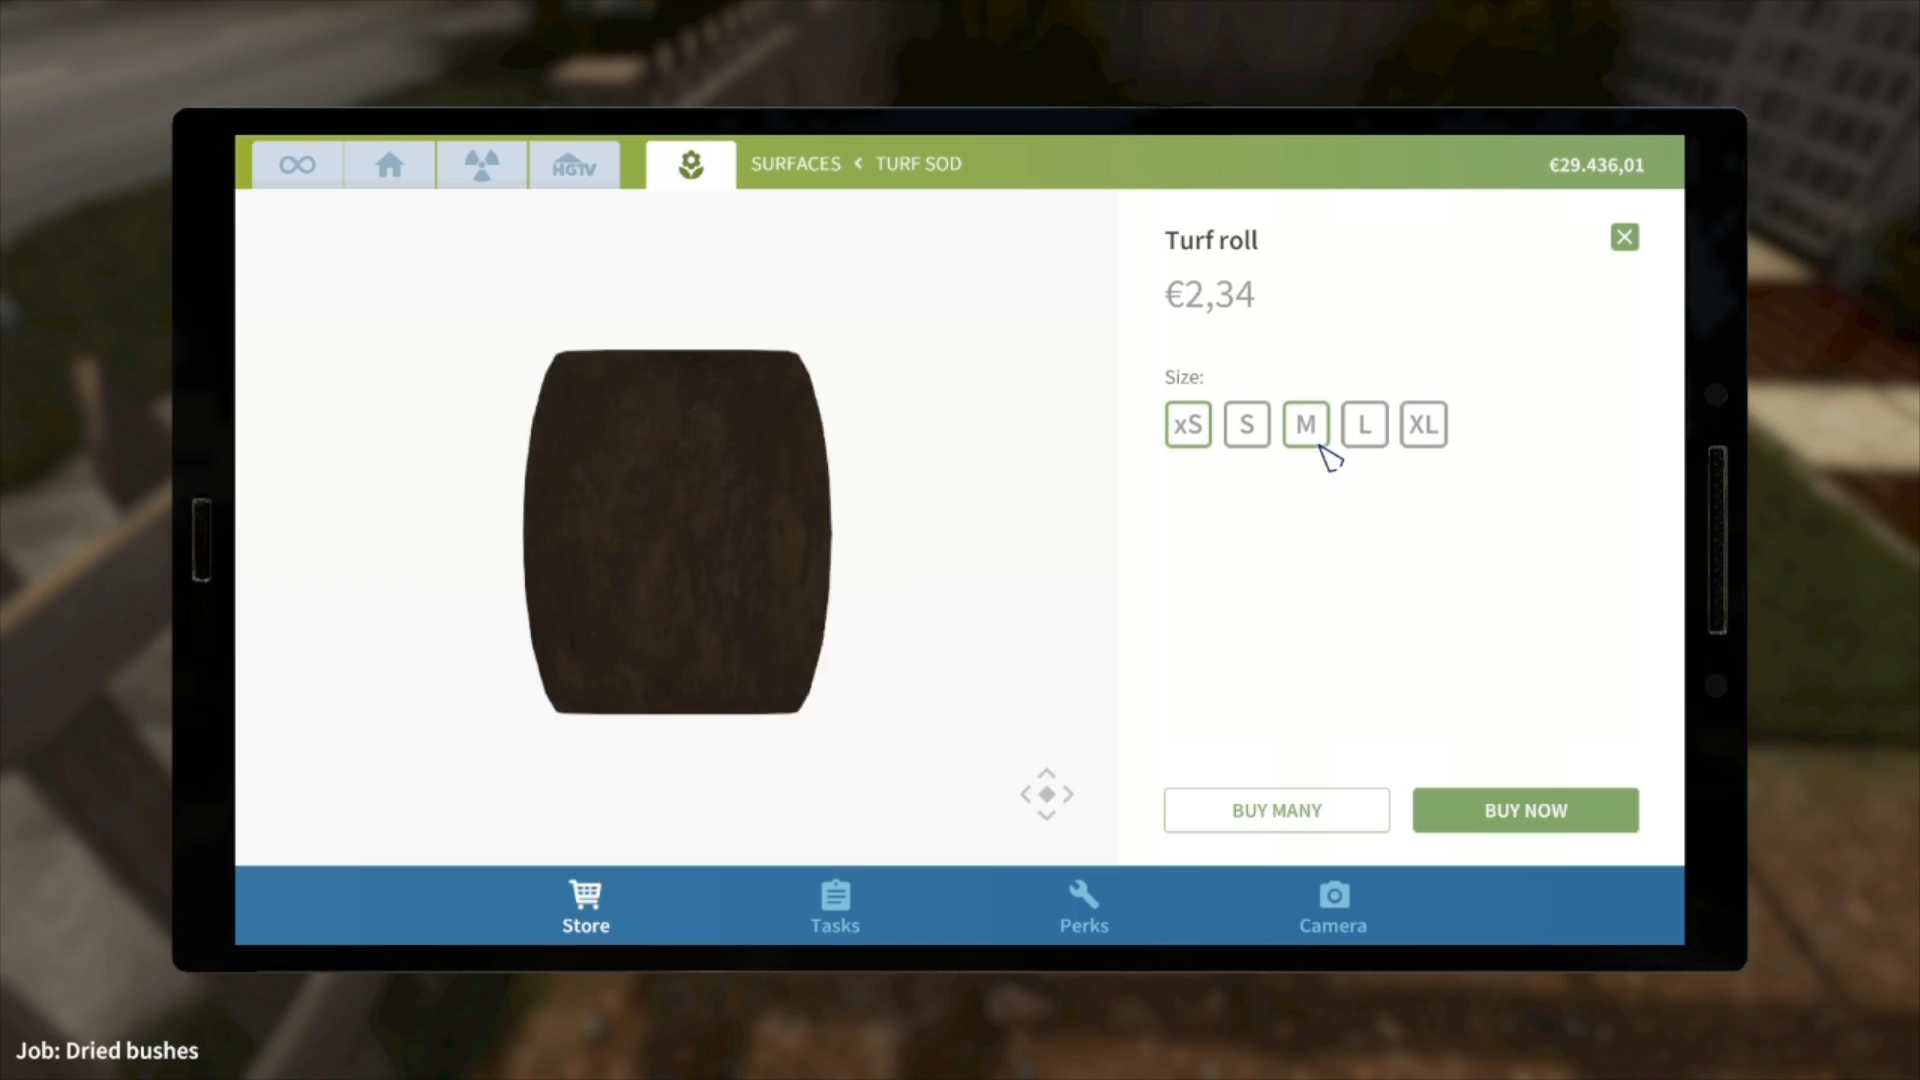 HGTV
SURFACES < TURF SOD
€29.436,01
Turf roll
€2,34
Size:
xS S M L XL
BUY MANY
BUY NOW
Store
Tasks
Perks
Camera
Job: Dried bushes